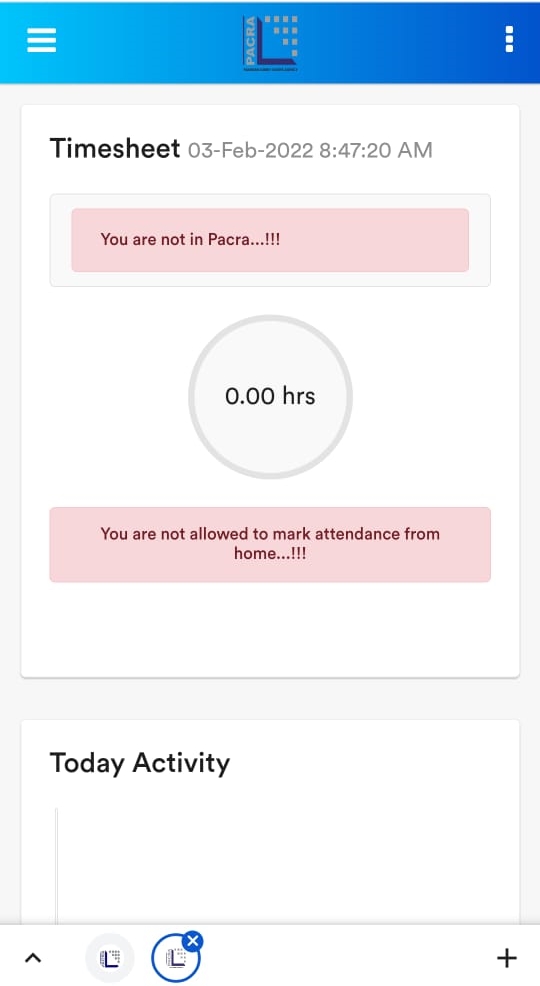 PACRA
Timesheet 03-Feb-2022 8:47:20 AM
You are not in Pacra...!!!
0.00 hrs
You are not allowed to mark attendance from
home...!!!
Today Activity